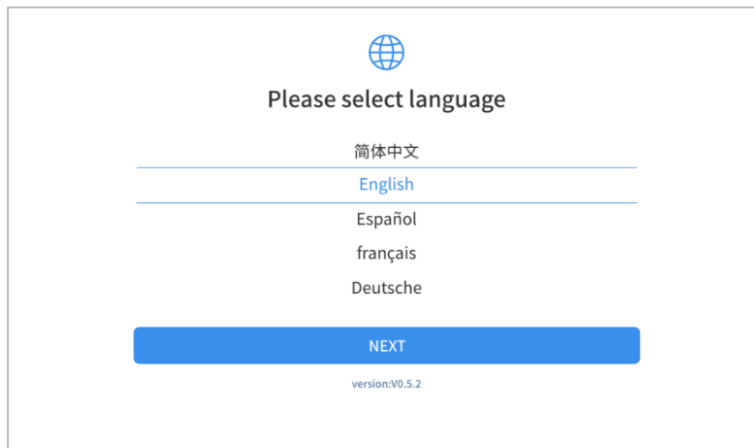 Please select language
简体中文
English
Español
français
Deutsche
NEXT
version:V0.5.2